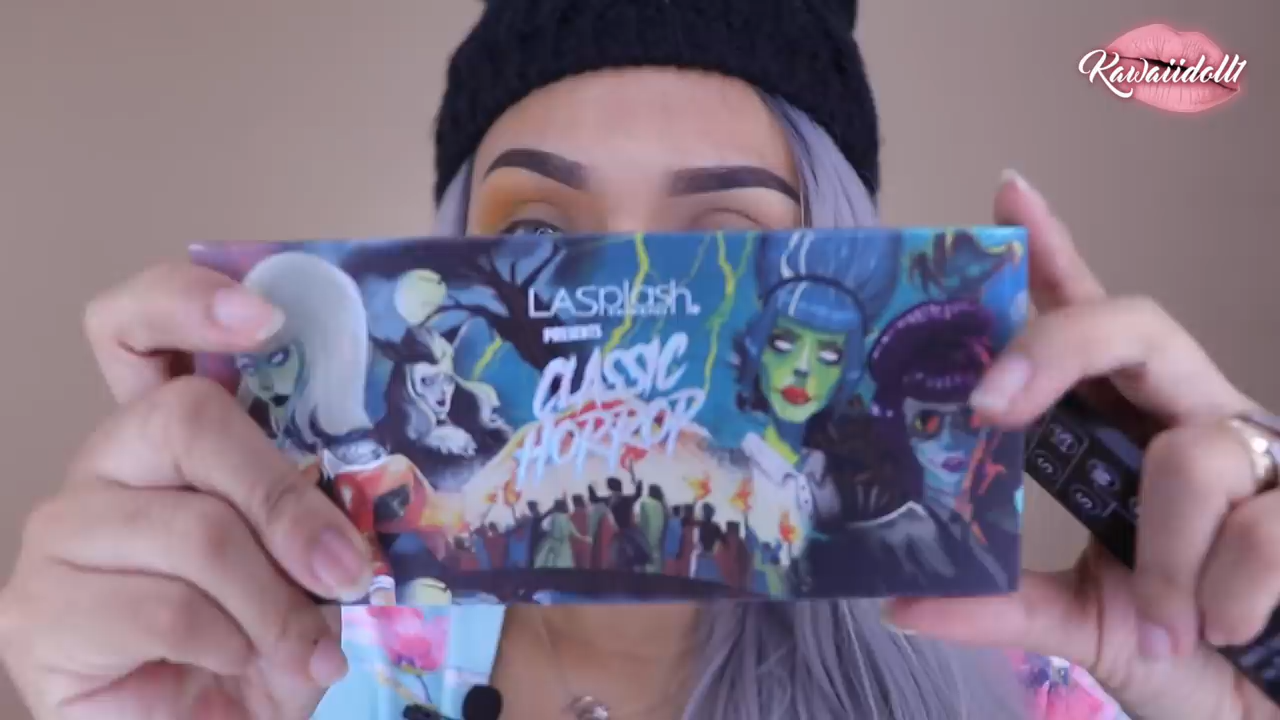 Kawaiidoll1
LASplash
PRESENTS
CLASSIC
HORROR